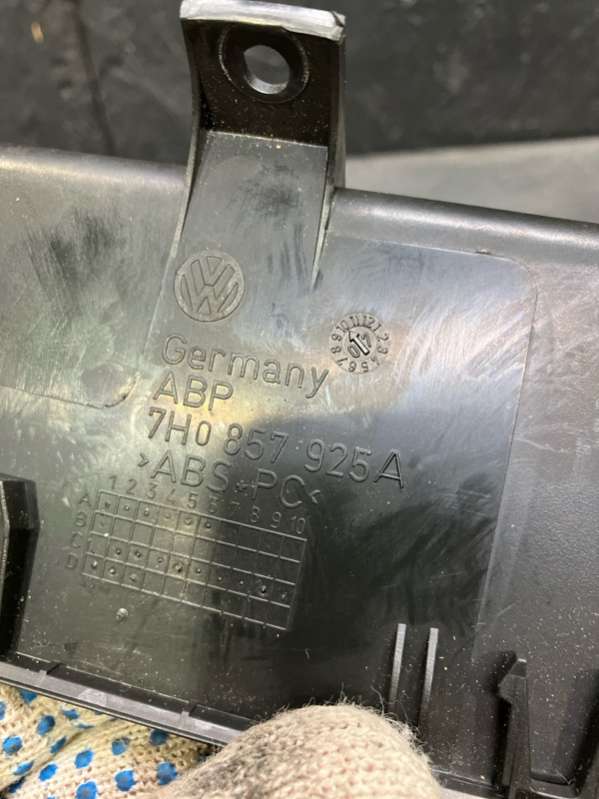 Germany
ABP
7H0 857 925A
>ABS+PC<
1 2 3 4 5 6 7 8 9 10
A
B
C
D